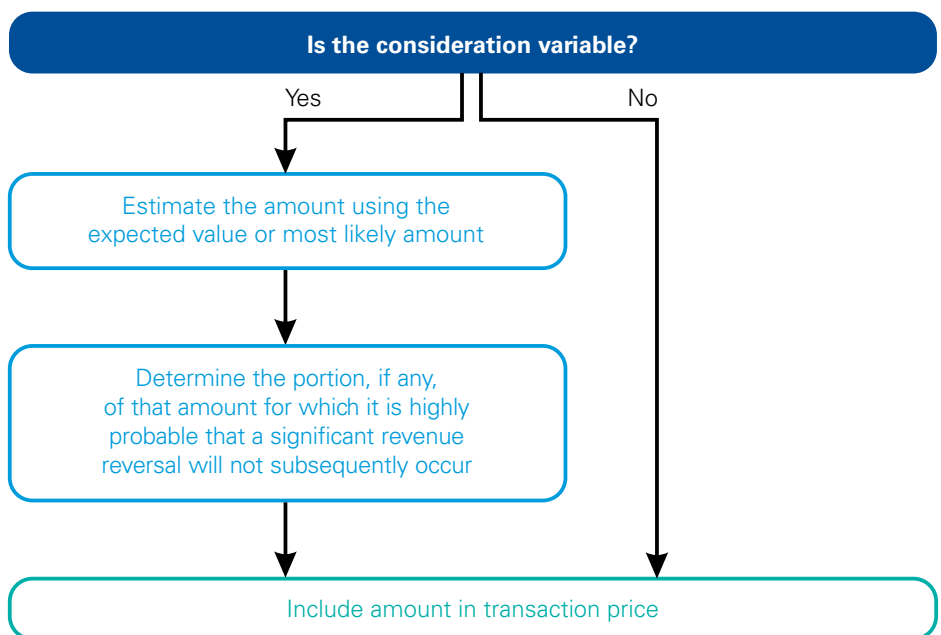 Is the consideration variable?
Yes
No
Estimate the amount using the
expected value or most likely amount
Determine the portion, if any,
of that amount for which it is highly
probable that a significant revenue
reversal will not subsequently occur
Include amount in transaction price